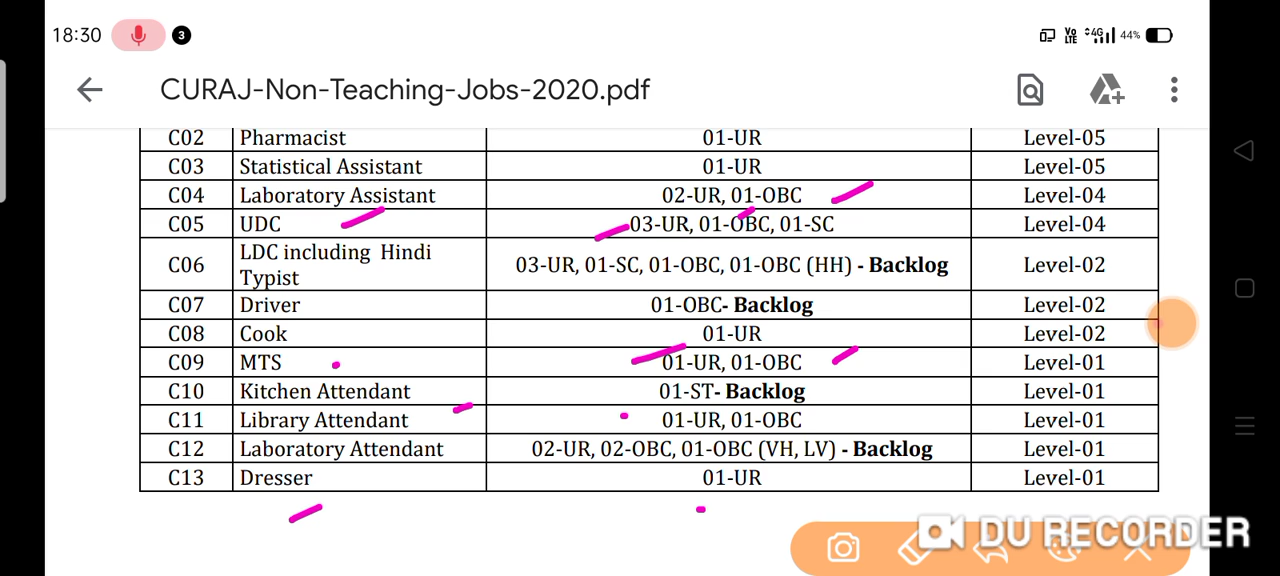 18:30 3 Vo LTE 4G 44%
CURAJ-Non-Teaching-Jobs-2020.pdf
C02 Pharmacist 01-UR Level-05
C03 Statistical Assistant 01-UR Level-05
C04 Laboratory Assistant 02-UR, 01-OBC Level-04
C05 UDC 03-UR, 01-OBC, 01-SC Level-04
C06 LDC including Hindi Typist 03-UR, 01-SC, 01-OBC, 01-OBC (HH) - Backlog Level-02
C07 Driver 01-OBC- Backlog Level-02
C08 Cook 01-UR Level-02
C09 MTS 01-UR, 01-OBC Level-01
C10 Kitchen Attendant 01-ST- Backlog Level-01
C11 Library Attendant 01-UR, 01-OBC Level-01
C12 Laboratory Attendant 02-UR, 02-OBC, 01-OBC (VH, LV) - Backlog Level-01
C13 Dresser 01-UR Level-01
DU RECORDER